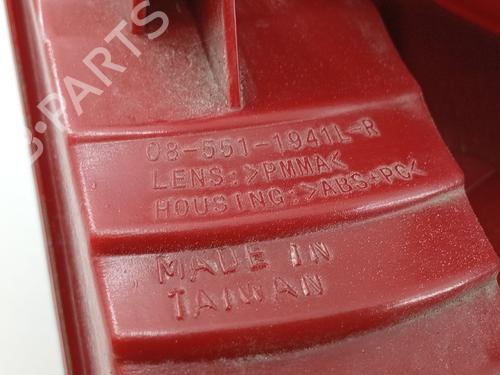 B-PARTS
08-551-1941L-R
LENS:>PMMA<
HOUSING:>ABS+PC<
MADE IN
TAIWAN